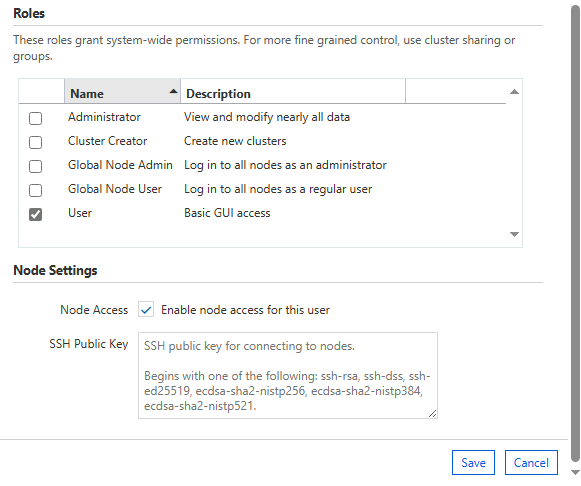 Roles
These roles grant system-wide permissions. For more fine grained control, use cluster sharing or
groups.
Name Description
Administrator View and modify nearly all data
Cluster Creator Create new clusters
Global Node Admin Log in to all nodes as an administrator
Global Node User Log in to all nodes as a regular user
User Basic GUI access
Node Settings
Node Access Enable node access for this user
SSH Public Key SSH public key for connecting to nodes.
Begins with one of the following: ssh-rsa, ssh-dss, ssh-
ed25519, ecdsa-sha2-nistp256, ecdsa-sha2-nistp384,
ecdsa-sha2-nistp521.
Save Cancel